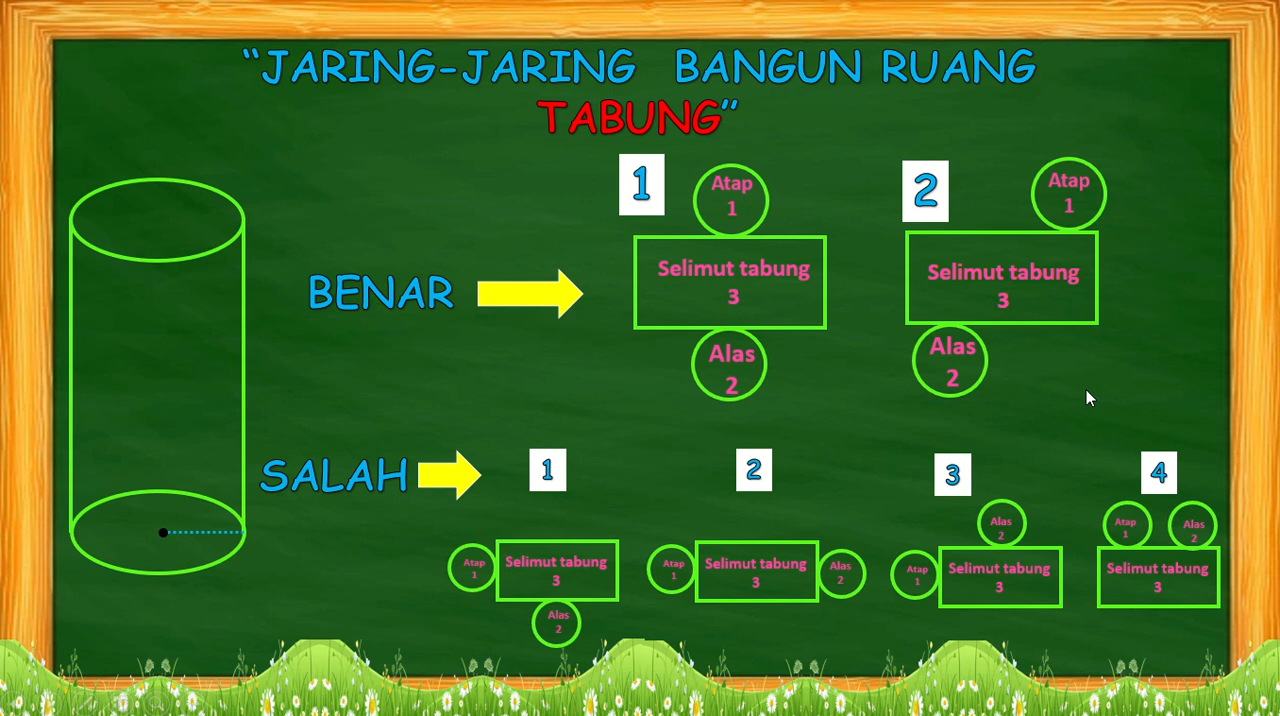 “JARING-JARING BANGUN RUANG
TABUNG”
1
Atap
1
Selimut tabung
3
Alas
2
2
Atap
1
Selimut tabung
3
Alas
2
BENAR
SALAH
1
Atap
1
Selimut tabung
3
Alas
2
2
Atap
1
Selimut tabung
3
Alas
2
3
Alas
2
Atap
1
Selimut tabung
3
4
Atap
1
Alas
2
Selimut tabung
3